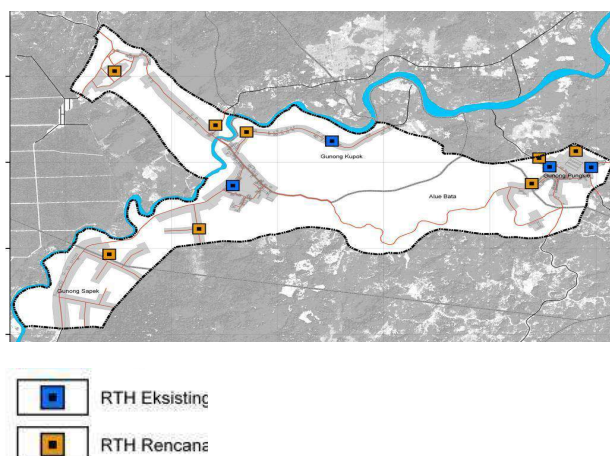 Gunong Kupok
Gunong Pungkie
Alue Bata
Gunong Sapek
RTH Eksisting
RTH Rencana